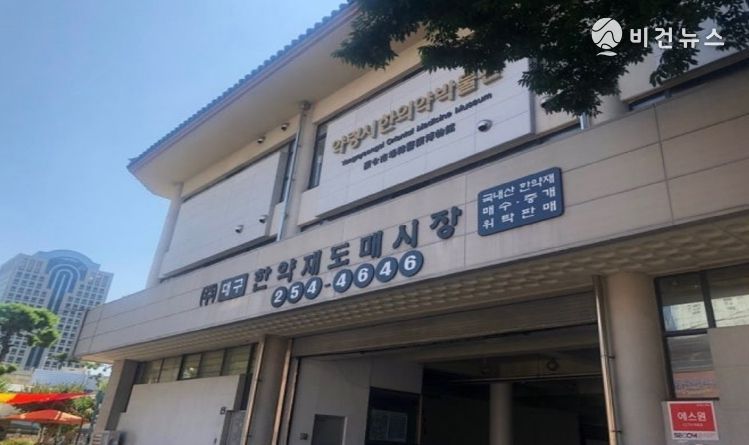 비건뉴스
약령시한의약박물관
Yangnyeongsi Oriental Medicine Museum
국내산 한약재
매수·중개
위탁판매
(주) 대구 한약재도매시장
254-4646
에스원
SECOM